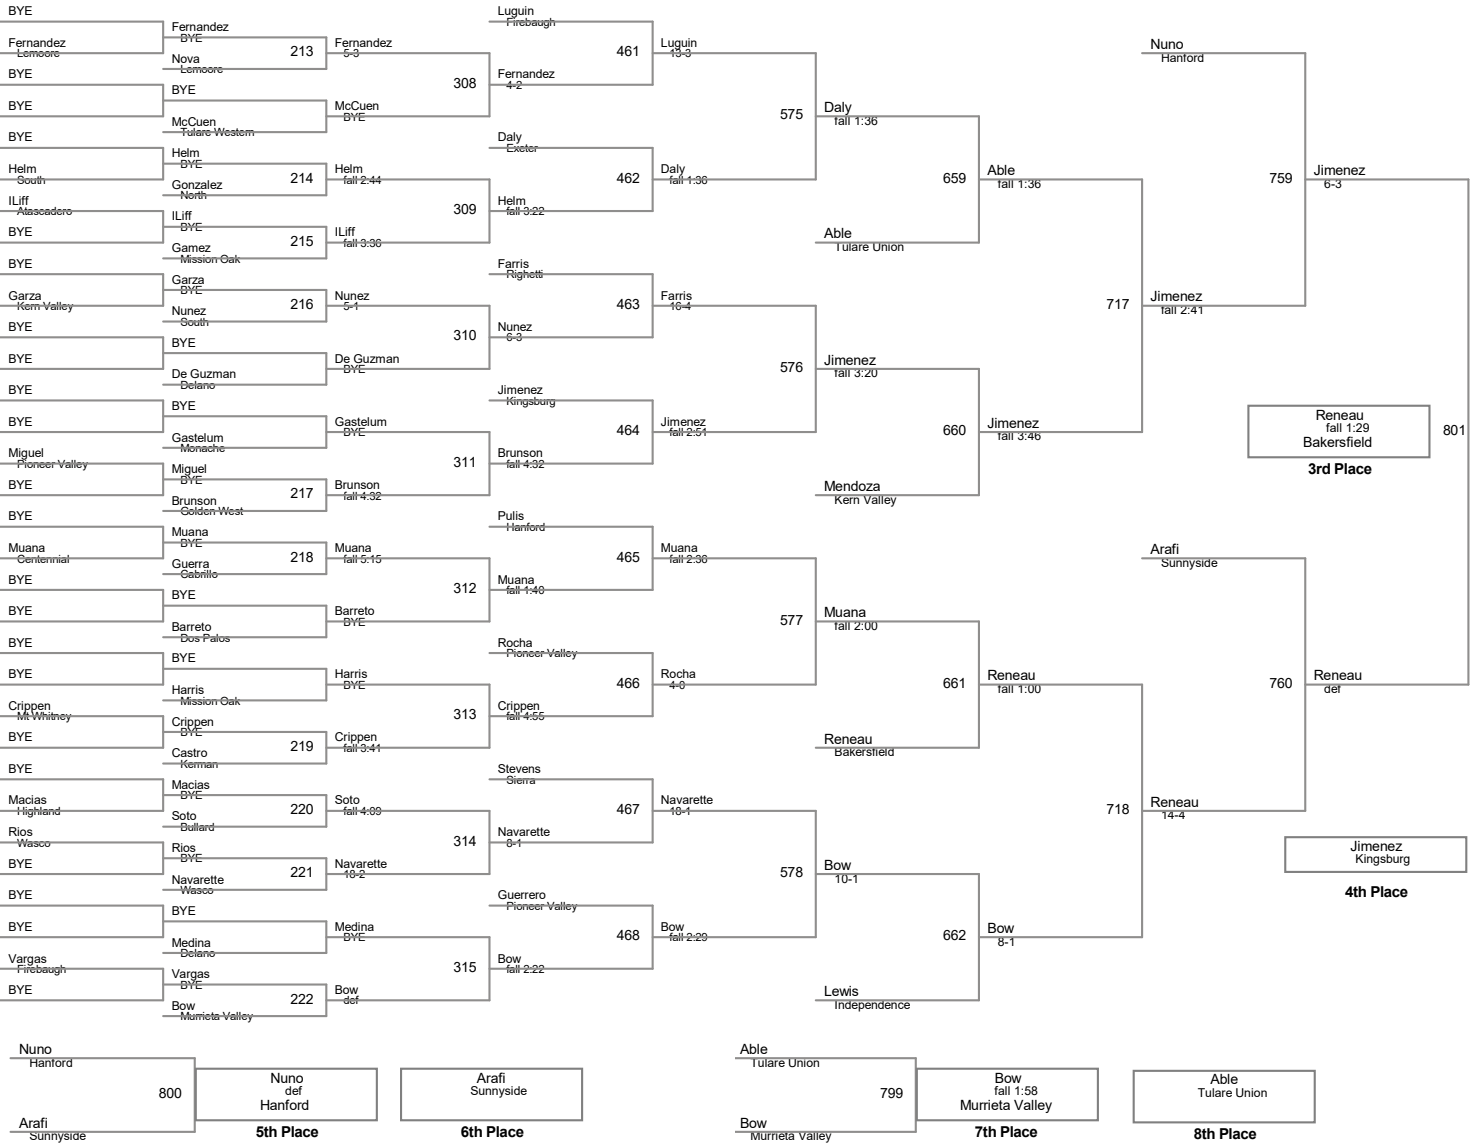 BYE
Fernandez
Lemoore
BYE
BYE
BYE
Helm
South
ILiff
Atascadero
BYE
BYE
Garza
Kern Valley
BYE
BYE
BYE
BYE
Miguel
Pioneer Valley
BYE
BYE
Muana
Centennial
BYE
BYE
BYE
BYE
Crippen
Mt Whitney
BYE
BYE
Macias
Highland
Rios
Wasco
BYE
BYE
BYE
Vargas
Firebaugh
BYE
Fernandez
BYE
213
Nova
Lemoore
BYE
McCuen
Tulare Western
Helm
BYE
214
Gonzalez
North
ILiff
BYE
215
Gamez
Mission Oak
Garza
BYE
216
Nunez
South
BYE
De Guzman
Delano
BYE
Gastelum
Monache
Miguel
BYE
217
Brunson
Golden West
Muana
BYE
218
Guerra
Cabrillo
BYE
Barreto
Dos Palos
BYE
Harris
Mission Oak
Crippen
BYE
219
Castro
Kerman
Macias
BYE
220
Soto
Bullard
Rios
BYE
221
Navarette
Wasco
BYE
Medina
Delano
Vargas
BYE
222
Bow
Murrieta Valley
Fernandez
5-3
308
McCuen
BYE
Helm
fall 2:44
309
ILiff
fall 3:36
Nunez
5-1
310
De Guzman
BYE
Gastelum
BYE
311
Brunson
fall 4:32
Muana
fall 5:15
312
Barreto
BYE
Harris
BYE
313
Crippen
fall 3:41
Soto
fall 4:09
314
Navarette
18-2
Medina
BYE
315
Bow
def
Luguin
Firebaugh
461
Fernandez
4-2
Daly
Exeter
462
Helm
fall 3:22
Farris
Righetti
463
Nunez
6-3
Jimenez
Kingsburg
464
Brunson
fall 4:32
Pulis
Hanford
465
Muana
fall 1:40
Rocha
Pioneer Valley
466
Crippen
fall 4:55
Stevens
Sierra
467
Navarette
8-1
Guerrero
Pioneer Valley
468
Bow
fall 2:22
Luguin
13-3
575
Daly
fall 1:36
Farris
16-4
576
Jimenez
fall 2:51
Muana
fall 2:36
577
Rocha
4-0
Navarette
18-1
578
Bow
fall 2:29
Daly
fall 1:36
659
Able
Tulare Union
Jimenez
fall 3:20
660
Mendoza
Kern Valley
Muana
fall 2:00
661
Reneau
Bakersfield
Bow
10-1
662
Lewis
Independence
Able
fall 1:36
717
Jimenez
fall 3:46
Reneau
fall 1:00
718
Bow
8-1
Nuno
Hanford
759
Jimenez
fall 2:41
Arafi
Sunnyside
760
Reneau
14-4
Jimenez
6-3
Reneau
fall 1:29
Bakersfield
801
3rd Place
Reneau
def
Jimenez
Kingsburg
4th Place
Nuno
Hanford
800
Arafi
Sunnyside
Nuno
def
Hanford
5th Place
Arafi
Sunnyside
6th Place
Able
Tulare Union
799
Bow
Murrieta Valley
Bow
fall 1:58
Murrieta Valley
7th Place
Able
Tulare Union
8th Place